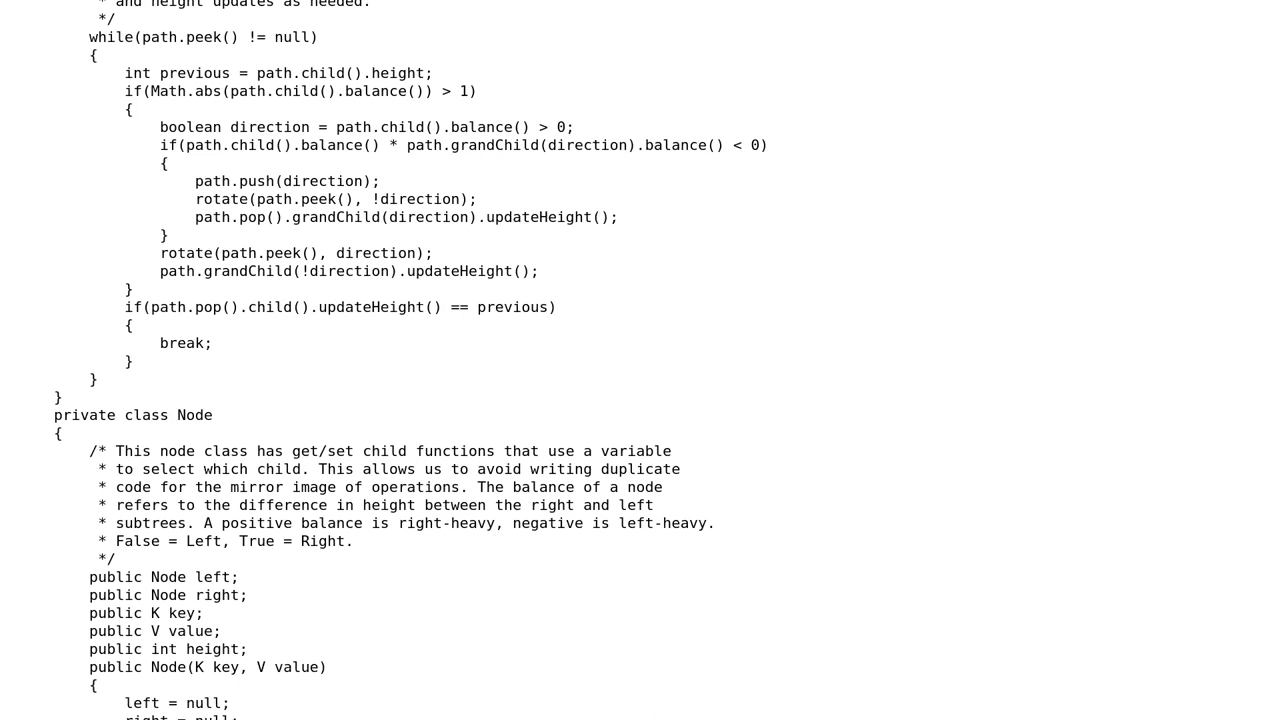 * and height updates as needed.
 */
while(path.peek() != null)
{
    int previous = path.child().height;
    if(Math.abs(path.child().balance()) > 1)
    {
        boolean direction = path.child().balance() > 0;
        if(path.child().balance() * path.grandChild(direction).balance() < 0)
        {
            path.push(direction);
            rotate(path.peek(), !direction);
            path.pop().grandChild(direction).updateHeight();
        }
        rotate(path.peek(), direction);
        path.grandChild(!direction).updateHeight();
    }
    if(path.pop().child().updateHeight() == previous)
    {
        break;
    }
}
}
private class Node
{
    /* This node class has get/set child functions that use a variable
     * to select which child. This allows us to avoid writing duplicate
     * code for the mirror image of operations. The balance of a node
     * refers to the difference in height between the right and left
     * subtrees. A positive balance is right-heavy, negative is left-heavy.
     * False = Left, True = Right.
     */
    public Node left;
    public Node right;
    public K key;
    public V value;
    public int height;
    public Node(K key, V value)
    {
        left = null;
        right = null;